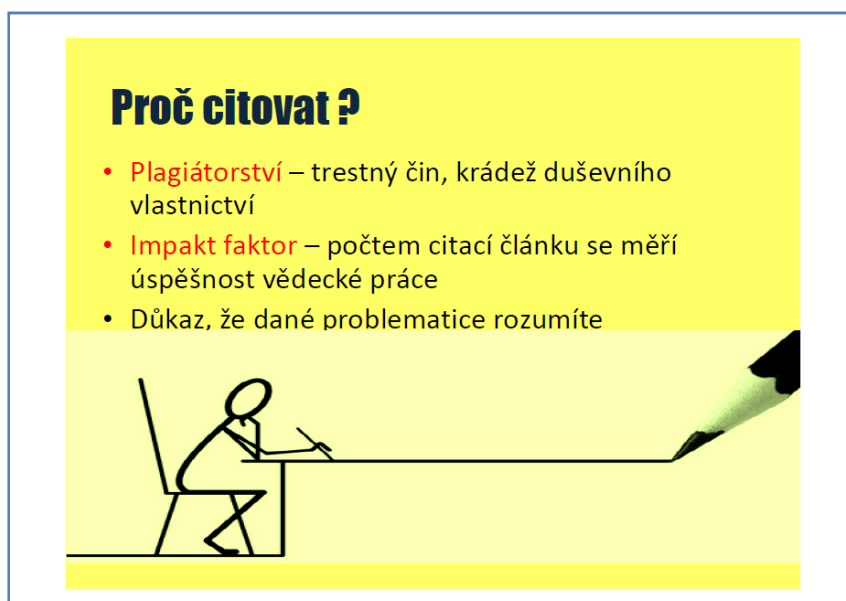 Proč citovat ?
• Plagiátorství – trestný čin, krádež duševního
vlastnictví
• Impakt faktor – počtem citací článku se měří
úspěšnost vědecké práce
• Důkaz, že dané problematice rozumíte